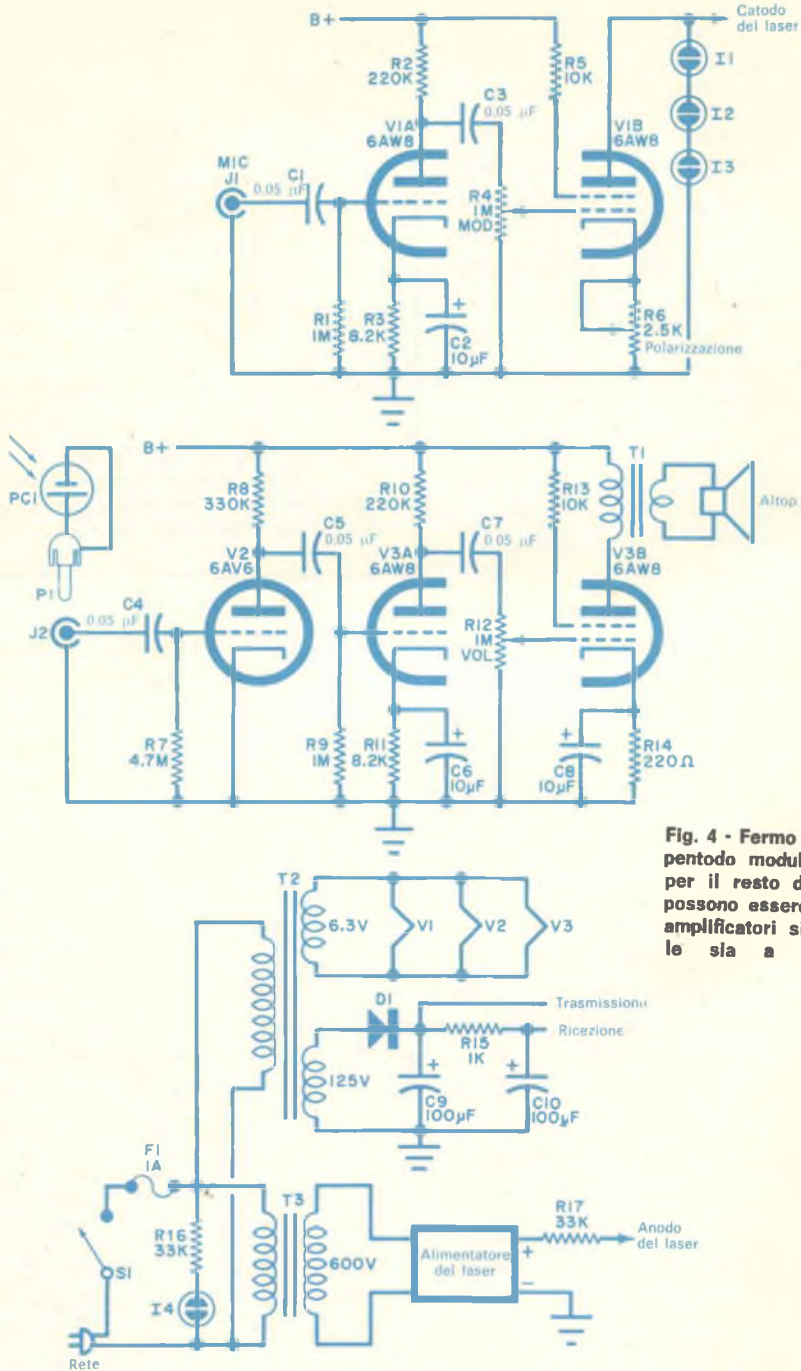 B+
Catodo
del laser
R2
220K
R5
10K
I1
I2
I3
C3
0.05 µF
V1A
6AW8
V1B
6AW8
MIC
J1
C1
0.05 µF
R4
1M
MOD
R1
1M
R3
8.2K
C2
10µF
R6
2.5K
Polarizzazione
PC1
P1
B+
R8
330K
R10
220K
R13
10K
T1
Altop.
C5
0,05 µF
C7
0,05 µF
V2
6AV6
V3A
6AW8
V3B
6AW8
J2
C4
0.05 µF
R12
1M
VOL
R7
4.7M
R9
1M
R11
8.2K
C6
10µF
C8
10µF
R14
220Ω
Fig. 4 - Fermo
pentodo modul
per il resto d
possono essere
amplificatori si
le sia a
T2
6.3V
V1
V2
V3
D1
Trasmissione
R15
1K
Ricezione
125V
C9
100µF
C10
100µF
F1
1A
T3
R16
33K
600V
Alimentatore
del laser
+
−
R17
33K
Anodo
del laser
S1
I4
Rete